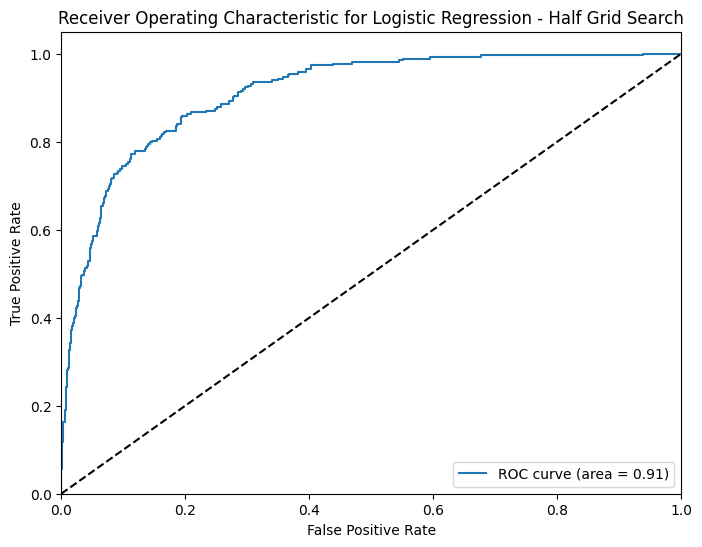 Receiver Operating Characteristic for Logistic Regression - Half Grid Search
1.0
0.8
0.6
0.4
0.2
0.0
True Positive Rate
0.0 0.2 0.4 0.6 0.8 1.0
False Positive Rate
ROC curve (area = 0.91)